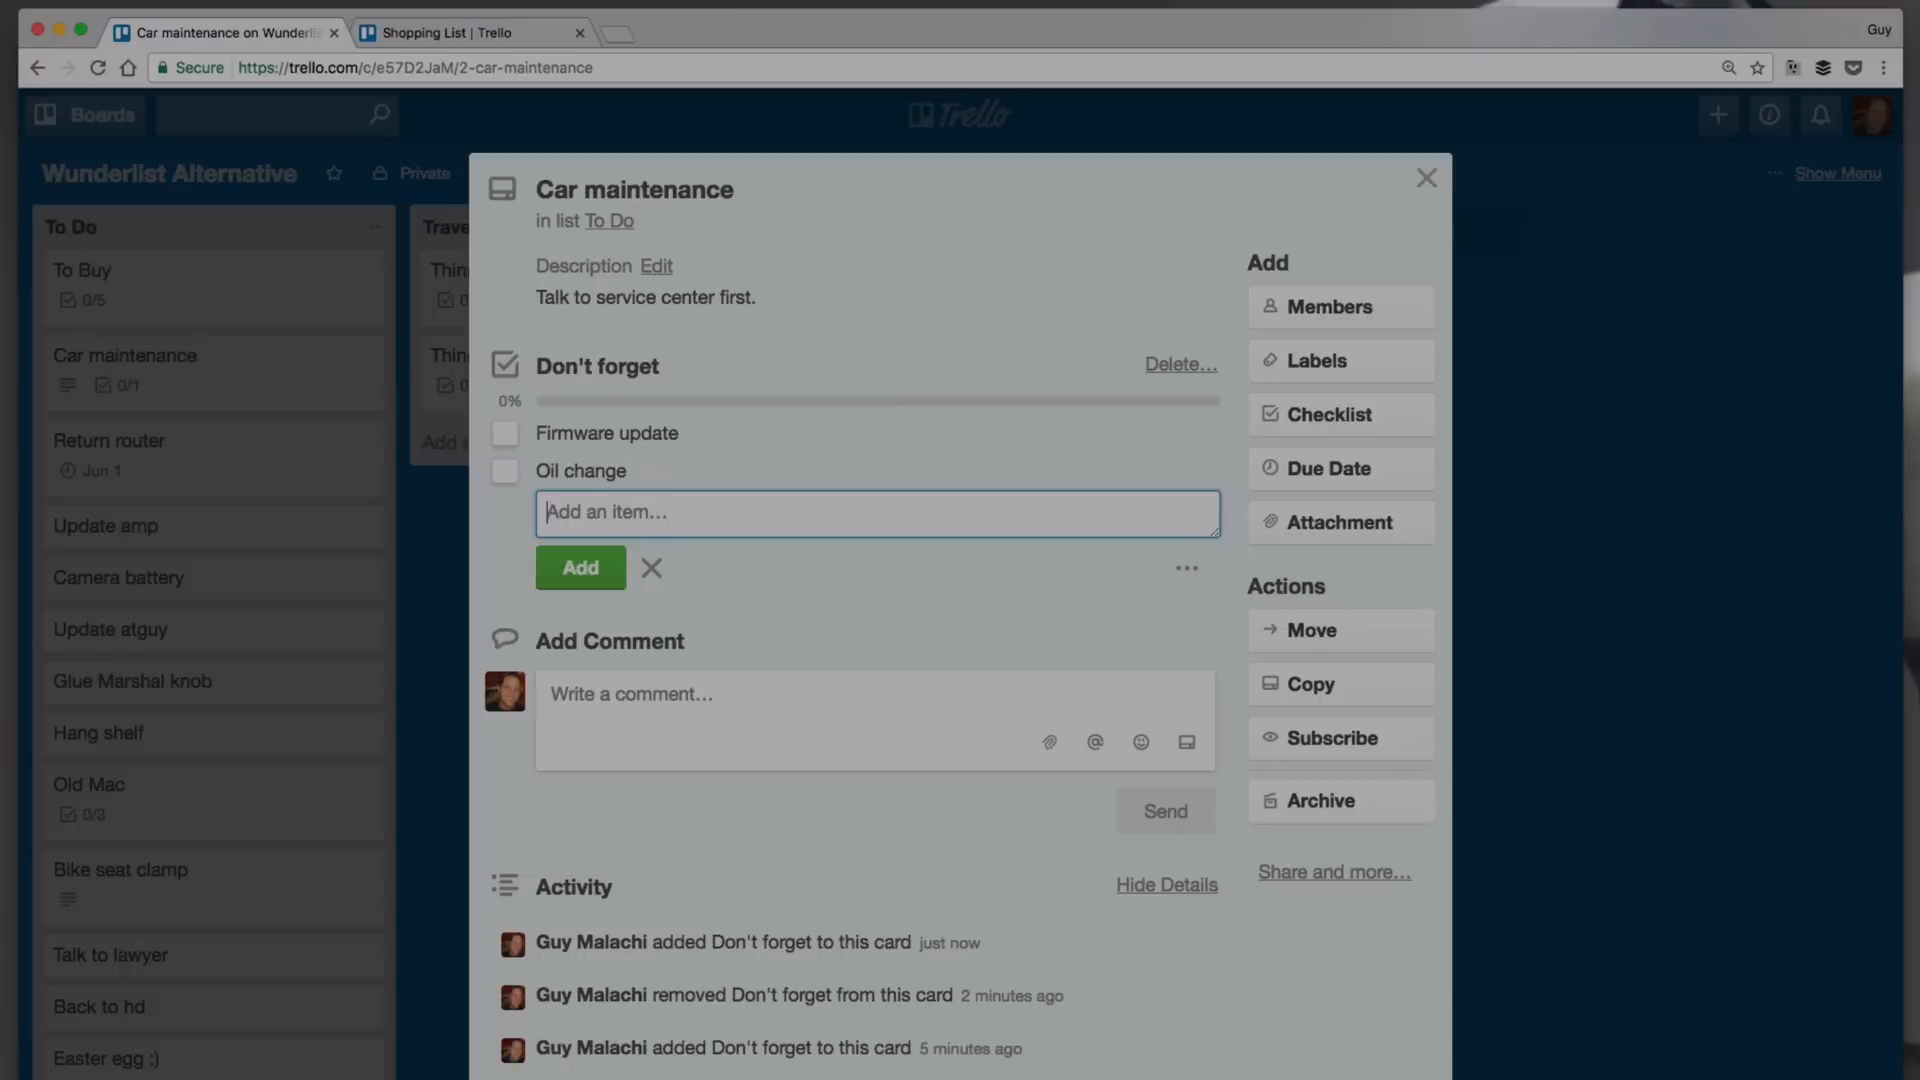 Car maintenance on Wunderlis
Shopping List | Trello
Guy
Secure
https://trello.com/c/e57D2JaM/2-car-maintenance
Boards
Trello
Wunderlist Alternative
Private
... Show Menu
To Do
To Buy
0/5
Car maintenance
0/1
Return router
Jun 1
Update amp
Camera battery
Update atguy
Glue Marshal knob
Hang shelf
Old Mac
0/3
Bike seat clamp
Talk to lawyer
Back to hd
Easter egg :)
Trave
Thin
Thin
Add
Car maintenance
in list To Do
Description Edit
Talk to service center first.
Don't forget
Delete...
0%
Firmware update
Oil change
Add an item...
Add
Add Comment
Write a comment...
Send
Activity
Hide Details
Guy Malachi added Don't forget to this card just now
Guy Malachi removed Don't forget from this card 2 minutes ago
Guy Malachi added Don't forget to this card 5 minutes ago
Add
Members
Labels
Checklist
Due Date
Attachment
Actions
Move
Copy
Subscribe
Archive
Share and more...